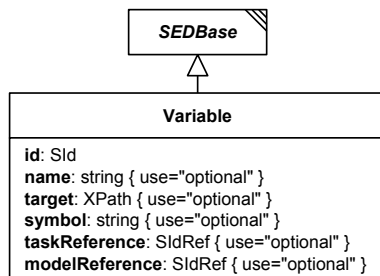 SEDBase
Variable
id: SId
name: string { use="optional" }
target: XPath { use="optional" }
symbol: string { use="optional" }
taskReference: SIdRef { use="optional" }
modelReference: SIdRef { use="optional" }